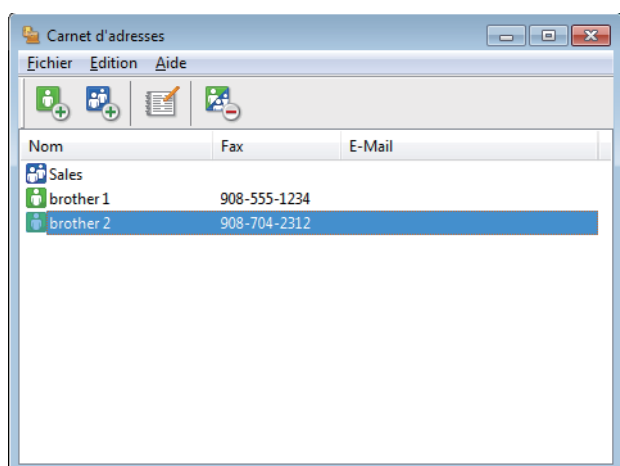 Carnet d'adresses
Fichier Edition Aide
Nom Fax E-Mail
Sales
brother 1 908-555-1234
brother 2 908-704-2312